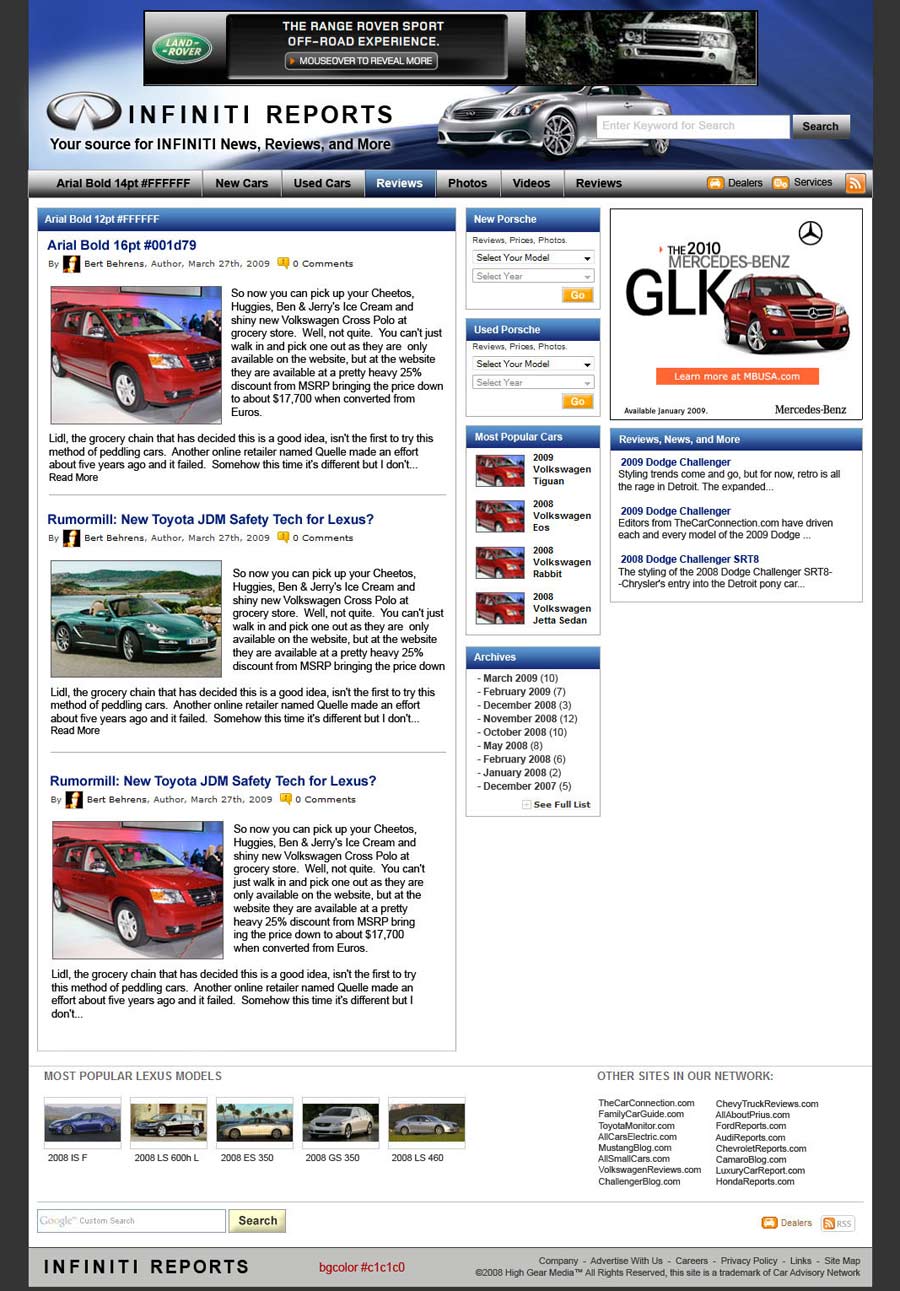 LAND-ROVER
THE RANGE ROVER SPORT
OFF-ROAD EXPERIENCE.
MOUSEOVER TO REVEAL MORE
INFINITI REPORTS
Your source for INFINITI News, Reviews, and More
Enter Keyword for Search
Search
Arial Bold 14pt #FFFFFF
New Cars
Used Cars
Reviews
Photos
Videos
Reviews
Dealers
Services
Arial Bold 12pt #FFFFFF
Arial Bold 16pt #001d79
By Bert Behrens, Author, March 27th, 2009 0 Comments
So now you can pick up your Cheetos,
Huggies, Ben & Jerry's Ice Cream and
shiny new Volkswagen Cross Polo at
grocery store. Well, not quite. You can't just
walk in and pick one out as they are only
available on the website, but at the website
they are available at a pretty heavy 25%
discount from MSRP bringing the price down
to about $17,700 when converted from
Euros.
Lidl, the grocery chain that has decided this is a good idea, isn't the first to try this
method of peddling cars. Another online retailer named Quelle made an effort
about five years ago and it failed. Somehow this time it's different but I don't...
Read More
Rumormill: New Toyota JDM Safety Tech for Lexus?
By Bert Behrens, Author, March 27th, 2009 0 Comments
So now you can pick up your Cheetos,
Huggies, Ben & Jerry's Ice Cream and
shiny new Volkswagen Cross Polo at
grocery store. Well, not quite. You can't just
walk in and pick one out as they are only
available on the website, but at the website
they are available at a pretty heavy 25%
discount from MSRP bringing the price down
Lidl, the grocery chain that has decided this is a good idea, isn't the first to try this
method of peddling cars. Another online retailer named Quelle made an effort
about five years ago and it failed. Somehow this time it's different but I don't...
Read More
Rumormill: New Toyota JDM Safety Tech for Lexus?
By Bert Behrens, Author, March 27th, 2009 0 Comments
So now you can pick up your Cheetos,
Huggies, Ben & Jerry's Ice Cream and
shiny new Volkswagen Cross Polo at
grocery store. Well, not quite. You can't
just walk in and pick one out as they are
only available on the website, but at the
website they are available at a pretty
heavy 25% discount from MSRP bring
ing the price down to about $17,700
when converted from Euros.
Lidl, the grocery chain that has decided this is a good idea, isn't the first to try
this method of peddling cars. Another online retailer named Quelle made an
effort about five years ago and it failed. Somehow this time it's different but I
don't...
New Porsche
Reviews, Prices, Photos.
Select Your Model
Select Year
Go
Used Porsche
Reviews, Prices, Photos.
Select Your Model
Select Year
Go
Most Popular Cars
2009
Volkswagen
Tiguan
2008
Volkswagen
Eos
2008
Volkswagen
Rabbit
2008
Volkswagen
Jetta Sedan
Archives
- March 2009 (10)
- February 2009 (7)
- December 2008 (3)
- November 2008 (12)
- October 2008 (10)
- May 2008 (8)
- February 2008 (6)
- January 2008 (2)
- December 2007 (5)
See Full List
THE 2010
MERCEDES-BENZ
GLK
Learn more at MBUSA.com
Available January 2009.
Mercedes-Benz
Reviews, News, and More
2009 Dodge Challenger
Styling trends come and go, but for now, retro is all
the rage in Detroit. The expanded...
2009 Dodge Challenger
Editors from TheCarConnection.com have driven
each and every model of the 2009 Dodge ...
2008 Dodge Challenger SRT8
The styling of the 2008 Dodge Challenger SRT8-
-Chrysler's entry into the Detroit pony car...
MOST POPULAR LEXUS MODELS
2008 IS F
2008 LS 600h L
2008 ES 350
2008 GS 350
2008 LS 460
OTHER SITES IN OUR NETWORK:
TheCarConnection.com
FamilyCarGuide.com
ToyotaMonitor.com
AllCarsElectric.com
MustangBlog.com
AllSmallCars.com
VolkswagenReviews.com
ChallengerBlog.com
ChevyTruckReviews.com
AllAboutPrius.com
FordReports.com
AudiReports.com
ChevroletReports.com
CamaroBlog.com
LuxuryCarReport.com
HondaReports.com
Google™ Custom Search
Search
Dealers
RSS
INFINITI REPORTS
bgcolor #c1c1c0
Company - Advertise With Us - Careers - Privacy Policy - Links - Site Map
©2008 High Gear Media™ All Rights Reserved, this site is a trademark of Car Advisory Network